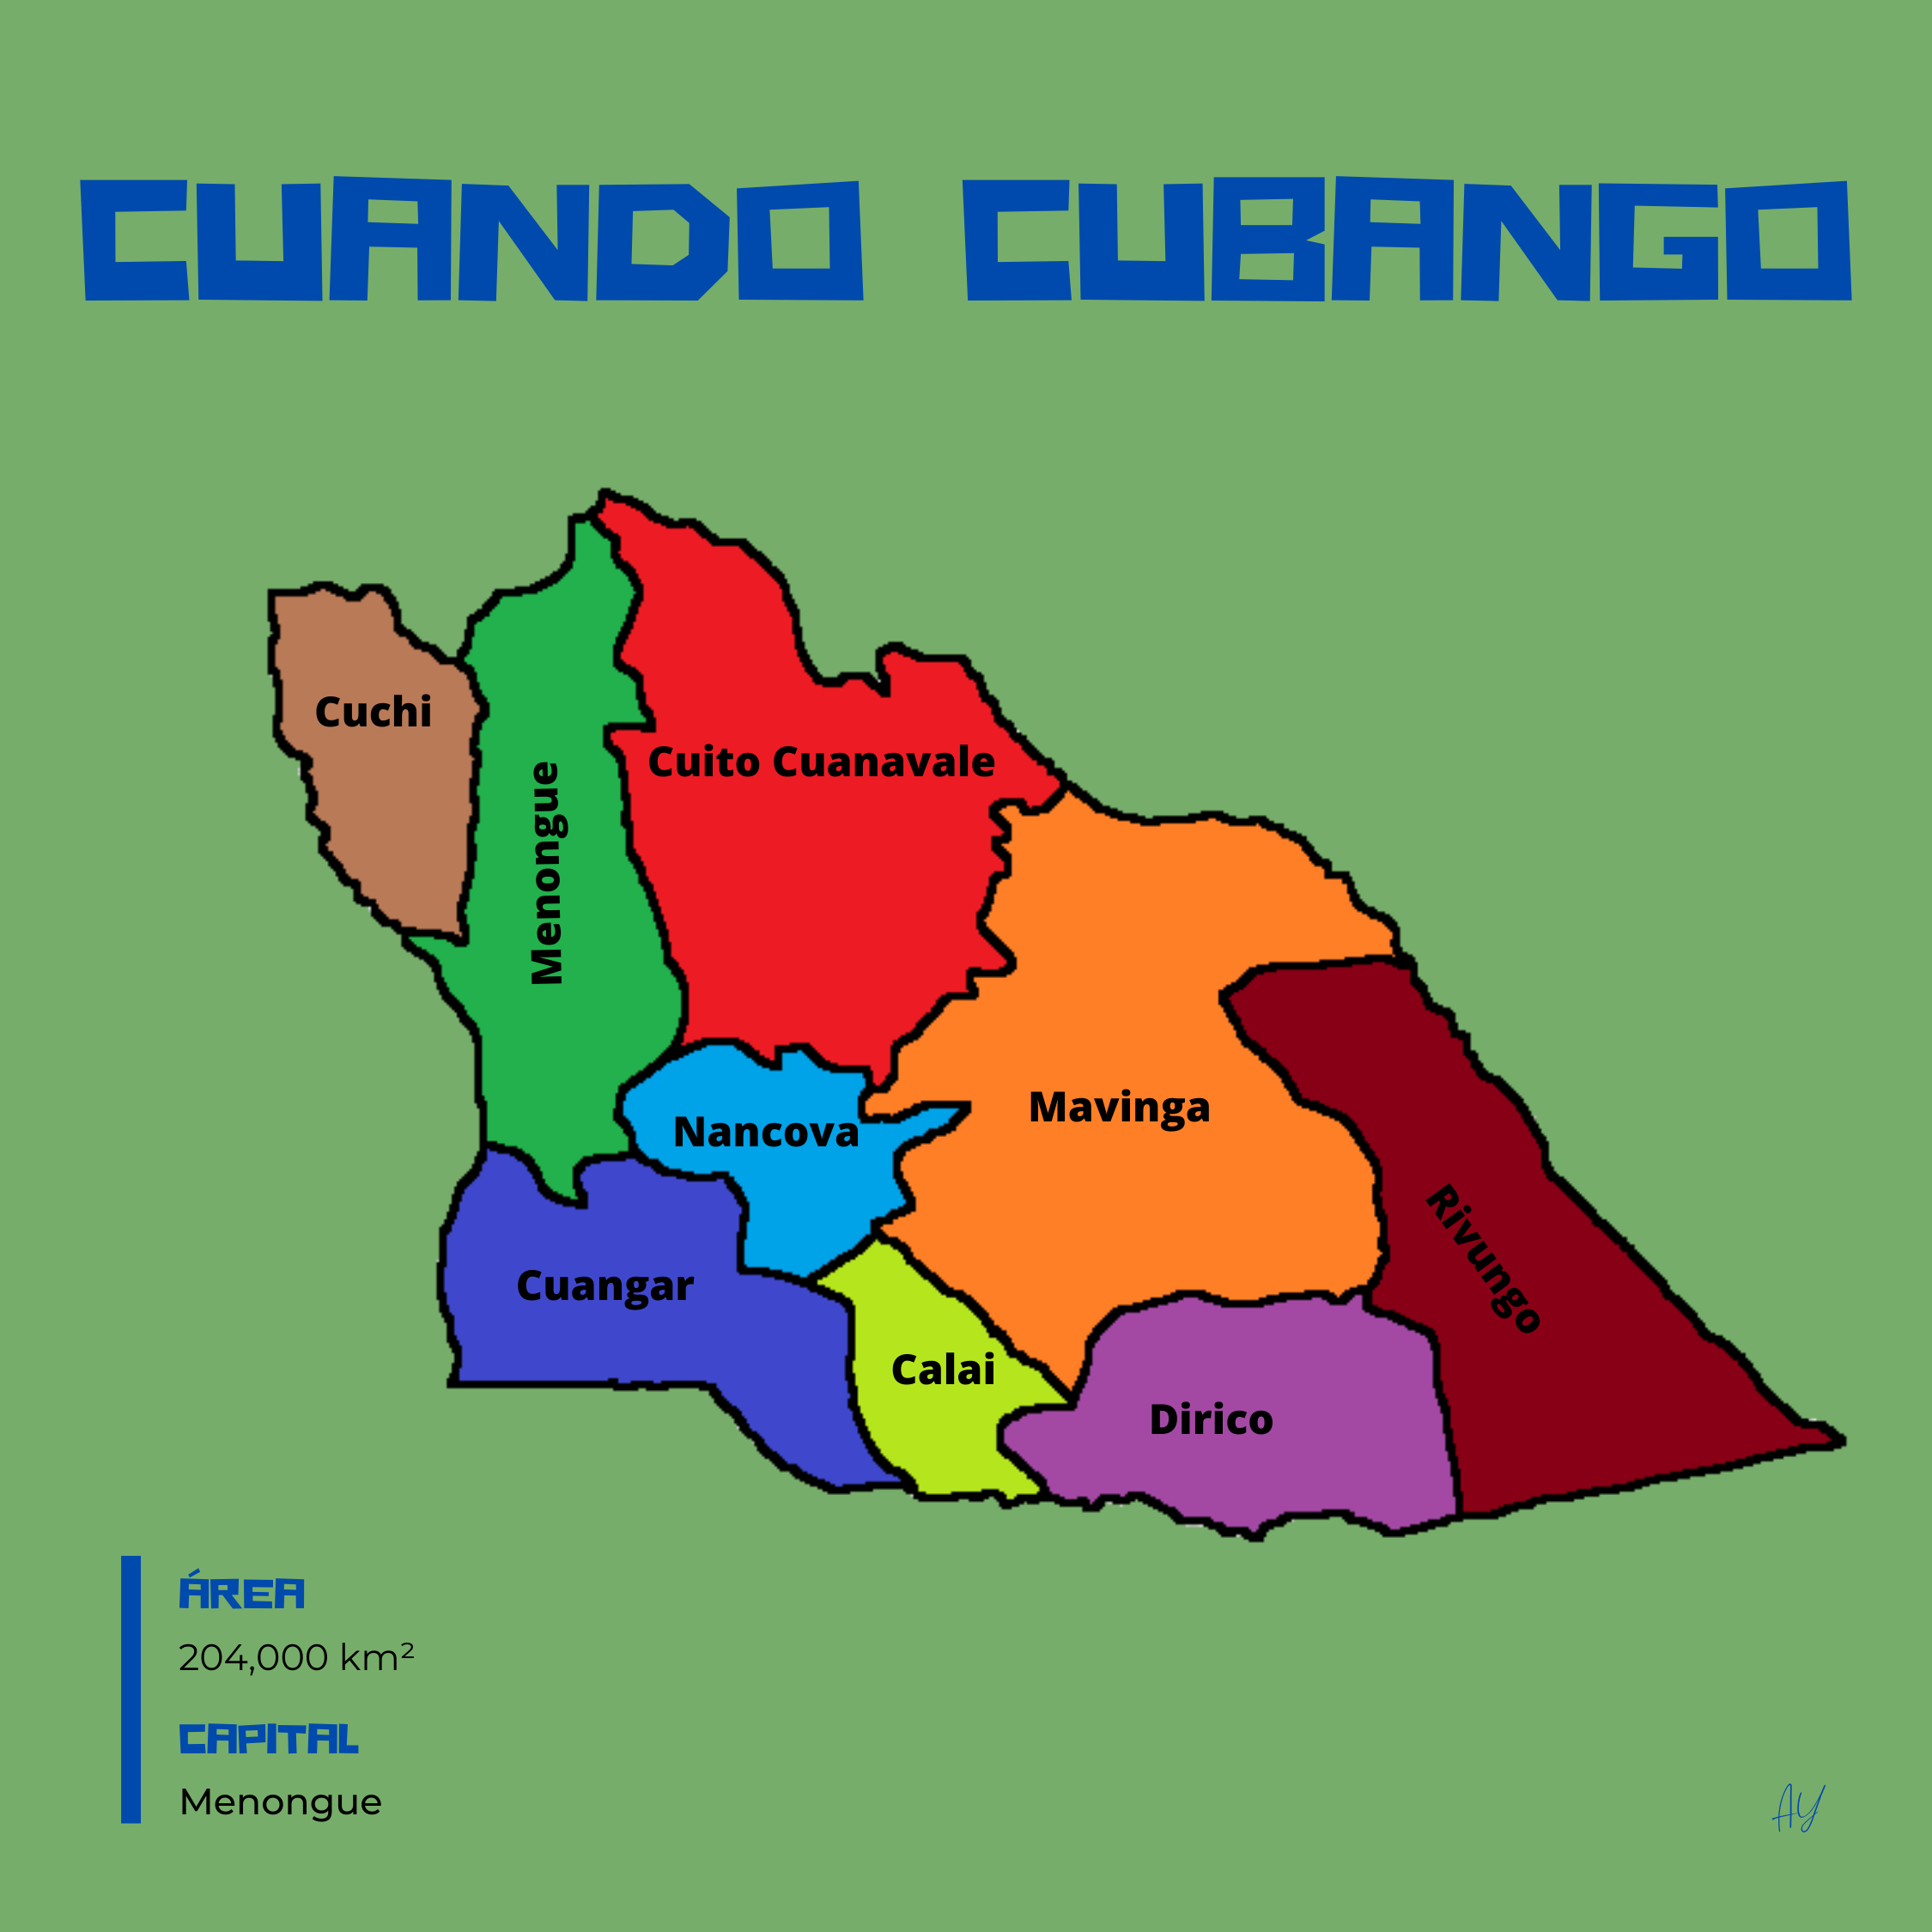 CUANDO CUBANGO
Cuchi
Menongue
Cuito Cuanavale
Nancova
Mavinga
Rivungo
Cuangar
Calai
Dirico
ÁREA
204,000 km²
CAPITAL
Menongue
AY